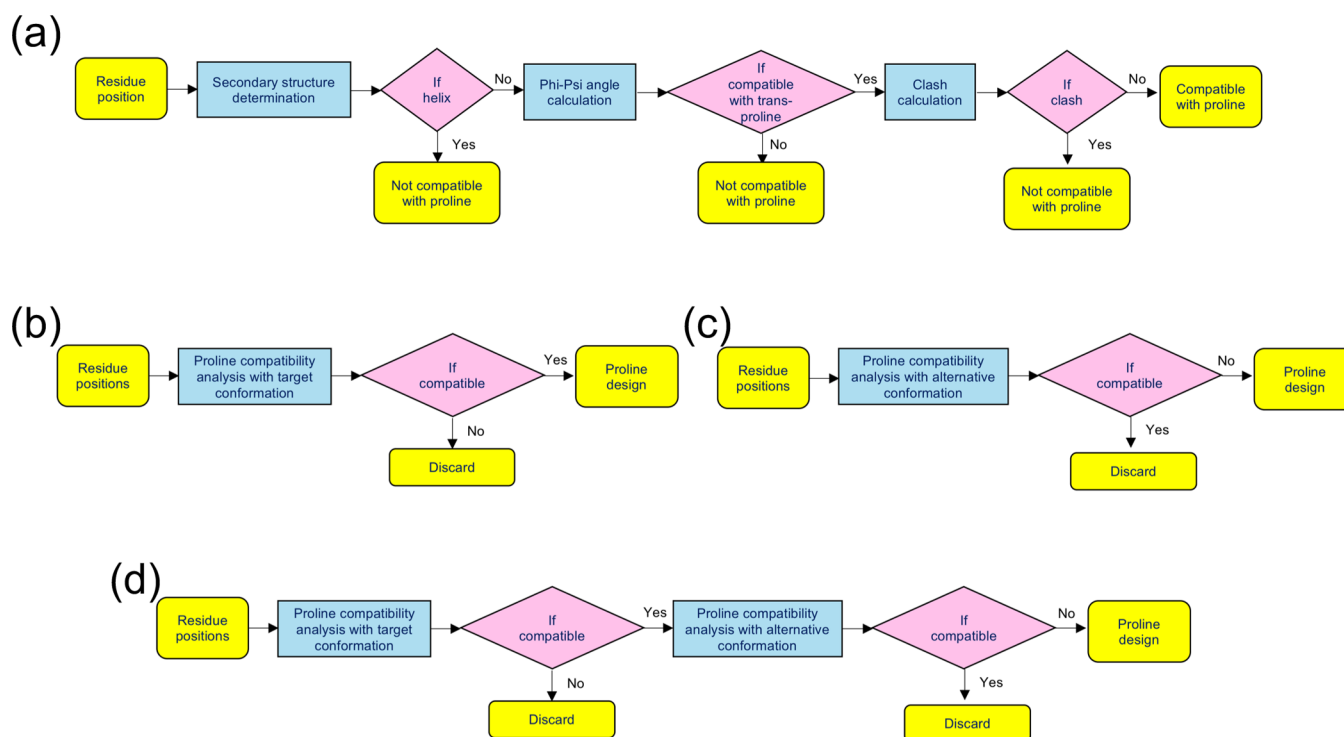 (a)
Residue
position
Secondary structure
determination
If
helix
No
Phi-Psi angle
calculation
If
compatible
with trans-
proline
Yes
Clash
calculation
If
clash
No
Compatible
with proline
Yes
Not compatible
with proline
No
Not compatible
with proline
Yes
Not compatible
with proline
(b)
Residue
positions
Proline compatibility
analysis with target
conformation
If
compatible
Yes
Proline
design
No
Discard
(c)
Residue
positions
Proline compatibility
analysis with alternative
conformation
If
compatible
No
Proline
design
Yes
Discard
(d)
Residue
positions
Proline compatibility
analysis with target
conformation
If
compatible
Yes
Proline compatibility
analysis with alternative
conformation
If
compatible
No
Proline
design
No
Discard
Yes
Discard